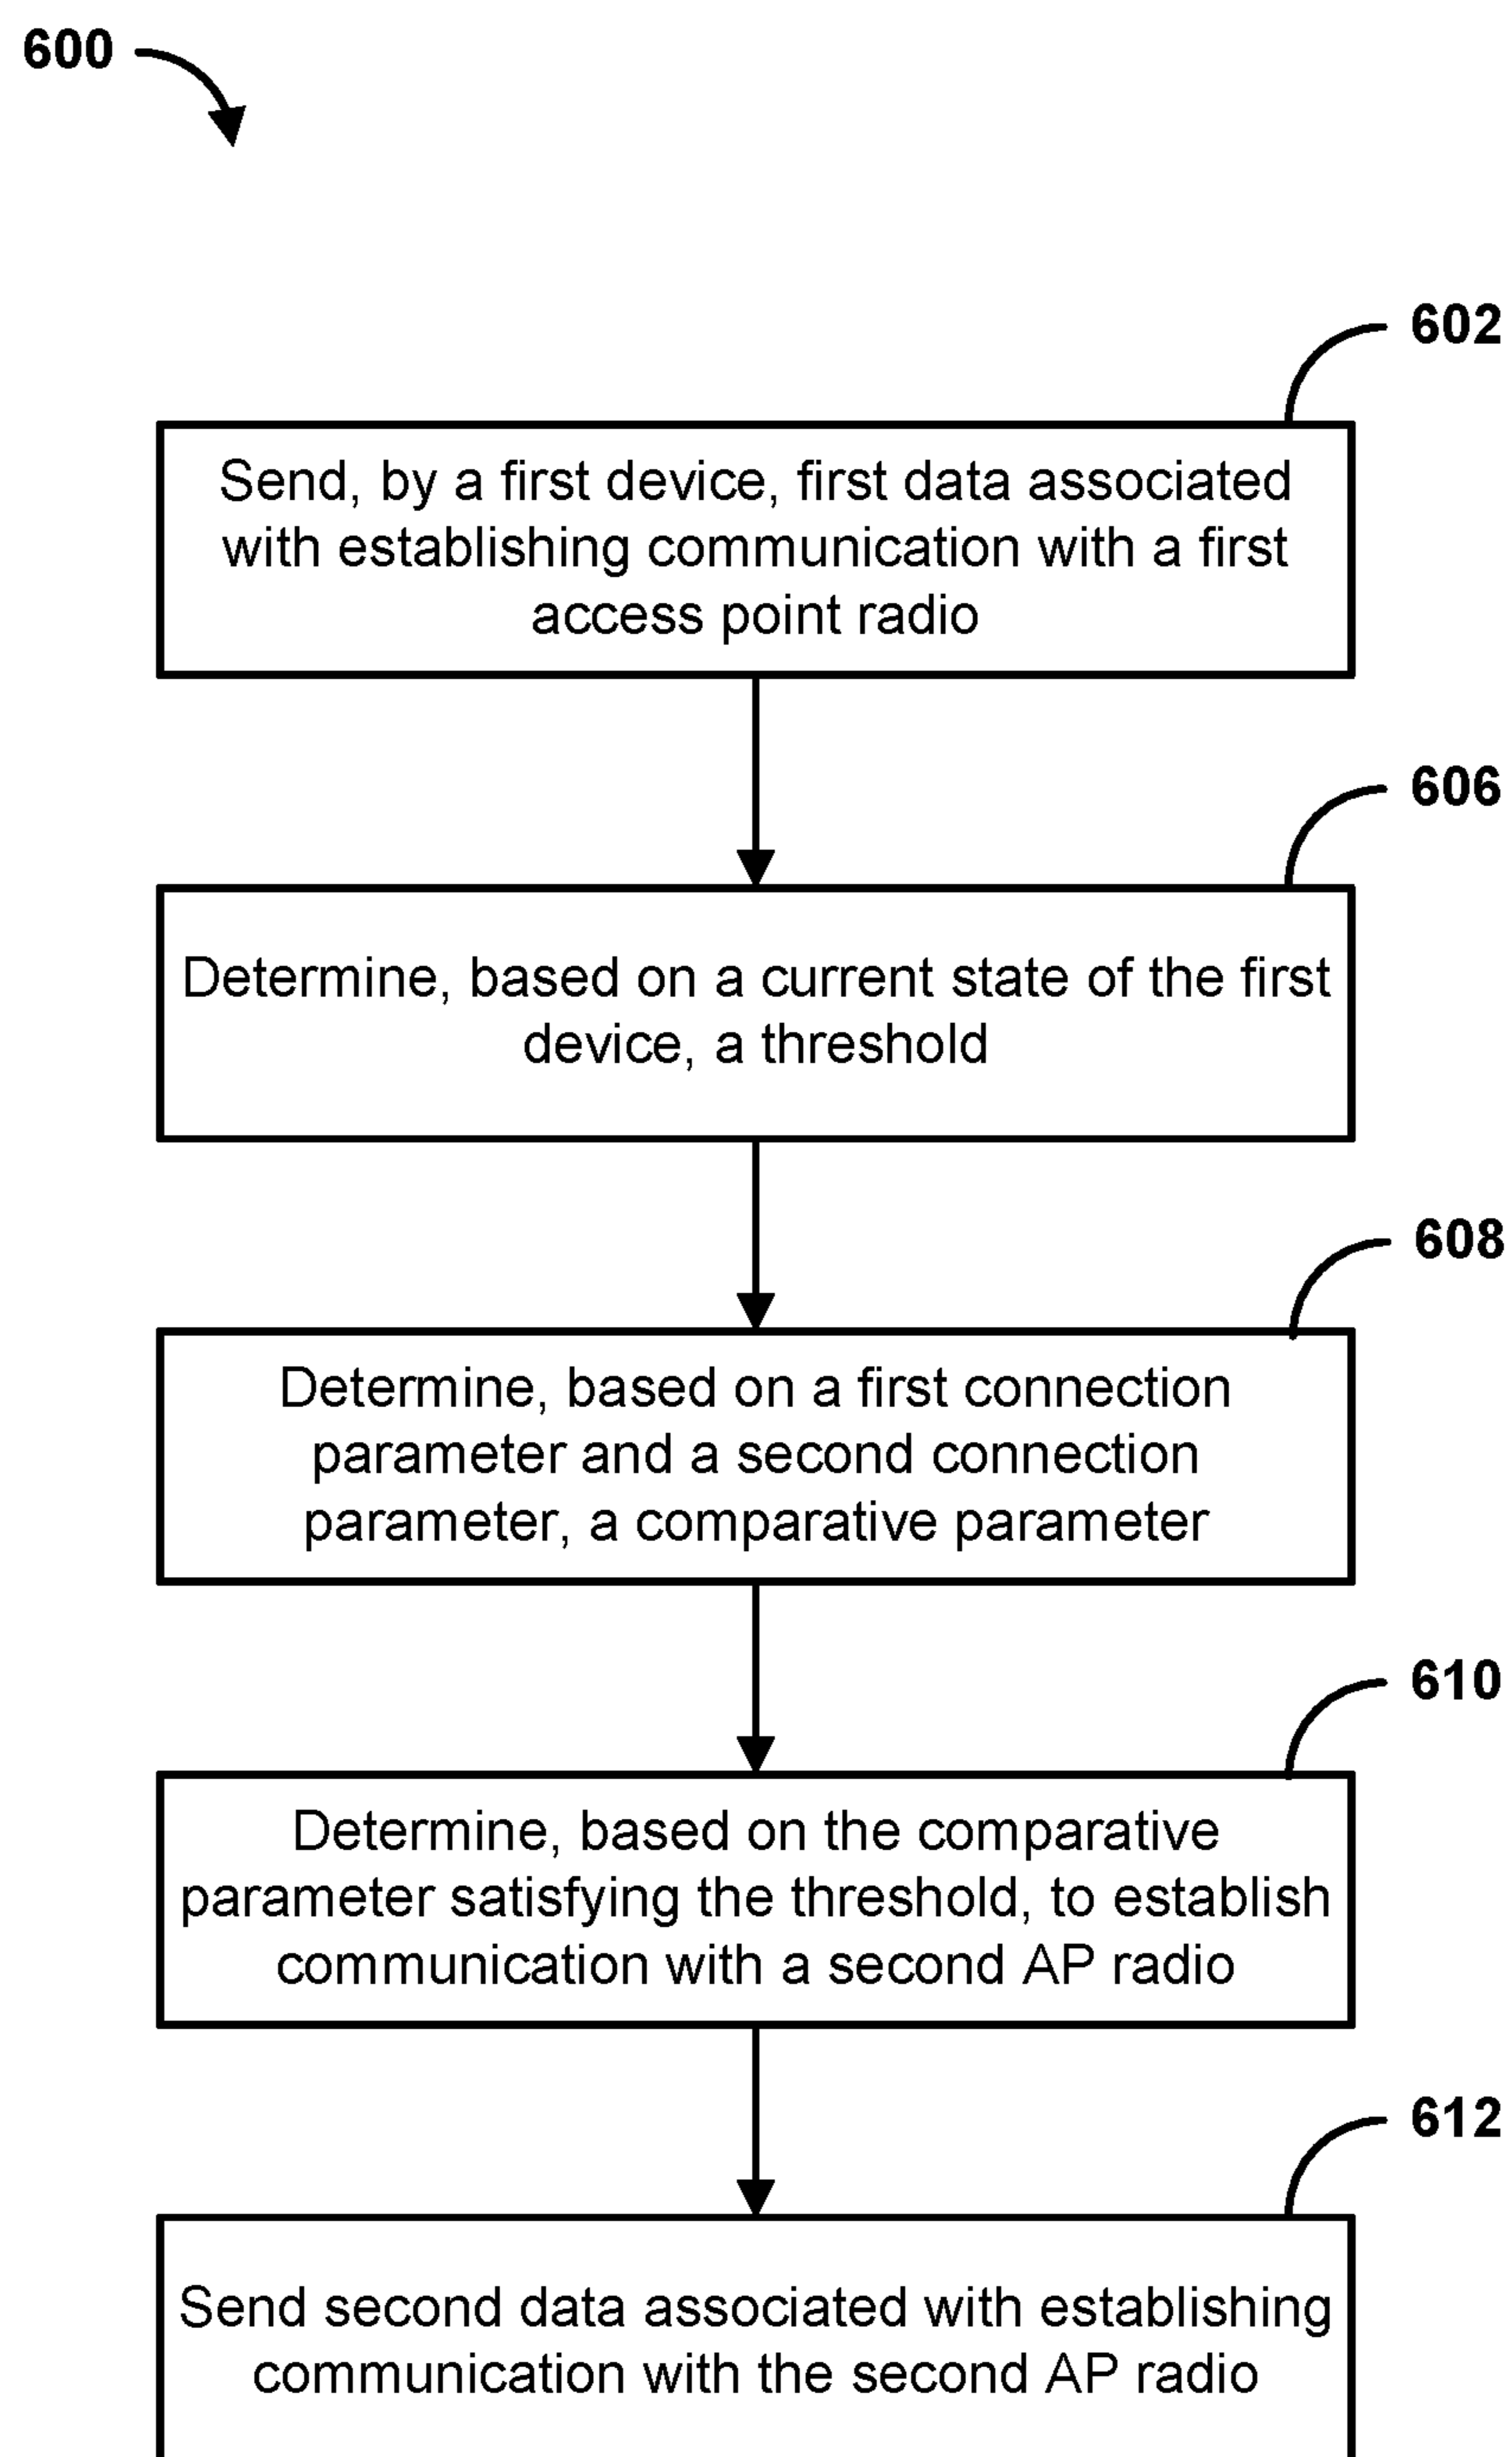 600
602
Send, by a first device, first data associated
with establishing communication with a first
access point radio
606
Determine, based on a current state of the first
device, a threshold
608
Determine, based on a first connection
parameter and a second connection
parameter, a comparative parameter
610
Determine, based on the comparative
parameter satisfying the threshold, to establish
communication with a second AP radio
612
Send second data associated with establishing
communication with the second AP radio